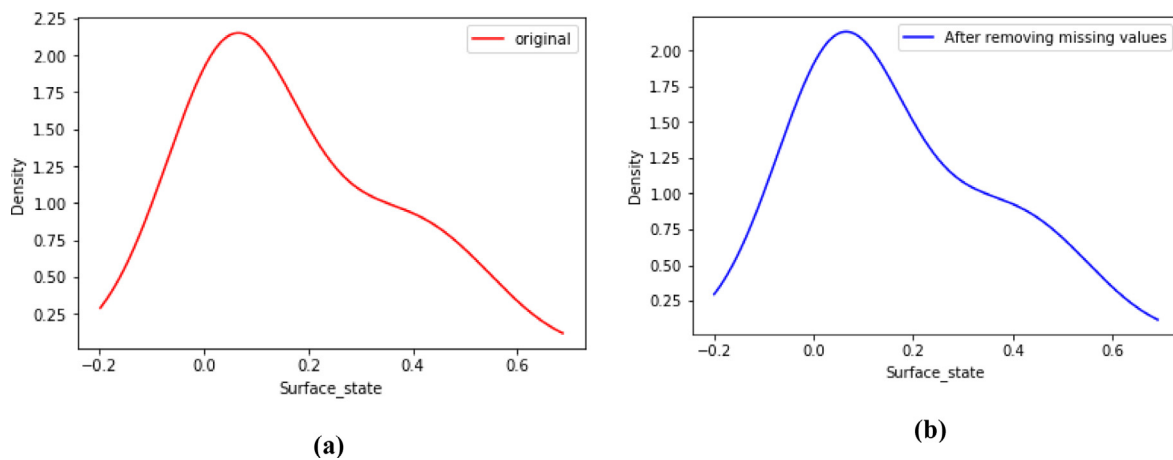 2.25
2.00
1.75
1.50
1.25
1.00
0.75
0.50
0.25
Density
original
−0.2 0.0 0.2 0.4 0.6
Surface_state
(a)
2.00
1.75
1.50
1.25
1.00
0.75
0.50
0.25
Density
After removing missing values
−0.2 0.0 0.2 0.4 0.6
Surface_state
(b)